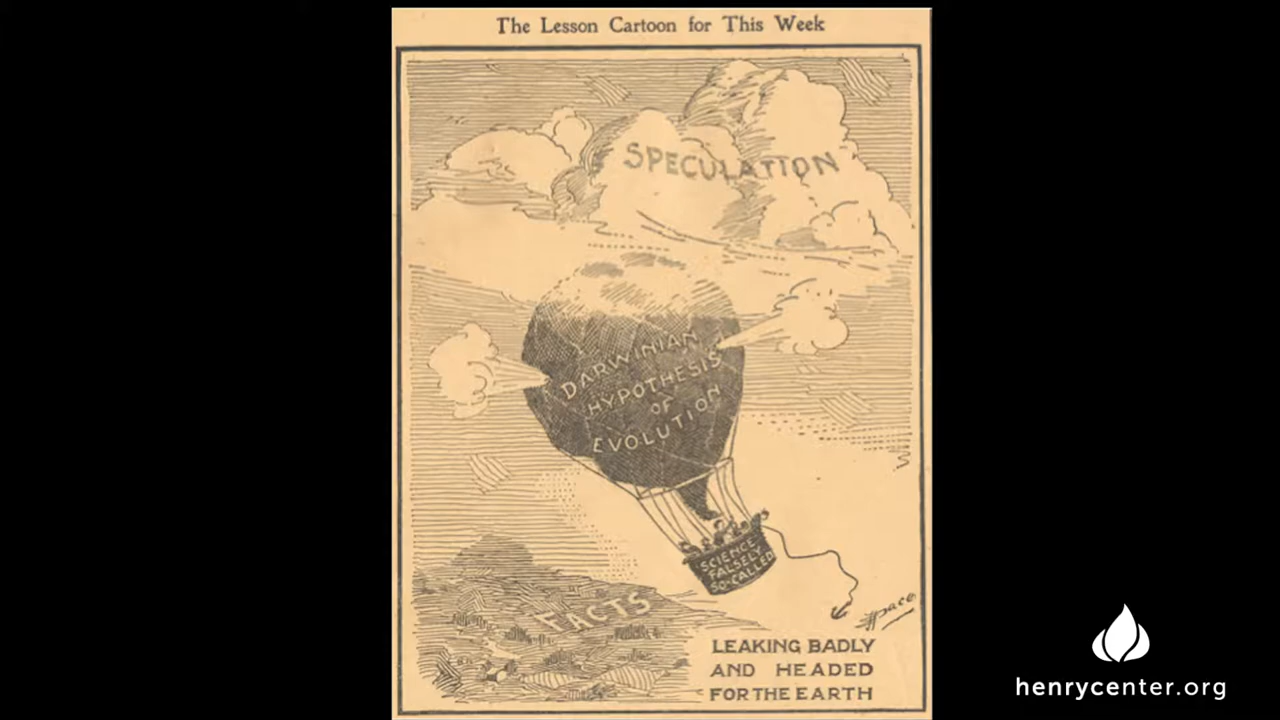 The Lesson Cartoon for This Week
SPECULATION
DARWINIAN
HYPOTHESIS
OF
EVOLUTION
SCIENCE
FALSELY
SO-CALLED
FACTS
Pace
LEAKING BADLY
AND HEADED
FOR THE EARTH
henrycenter.org